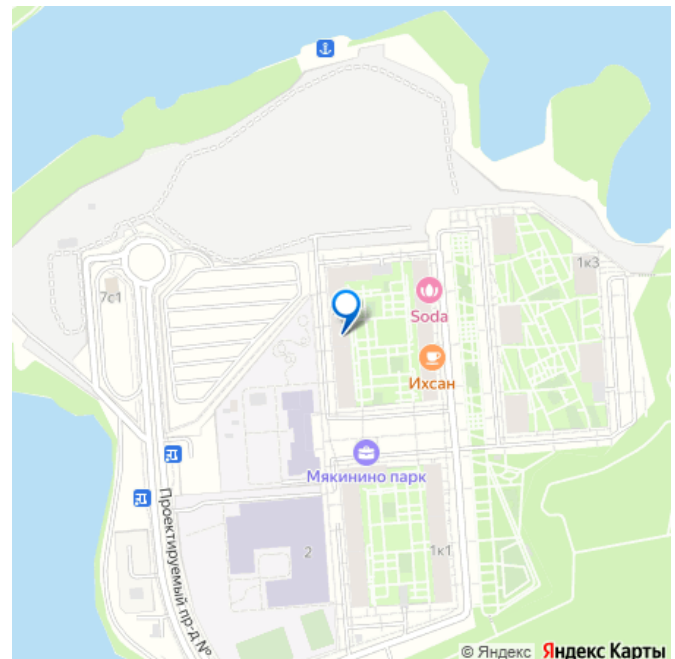 1к3
7с1
Soda
Ихсан
Мякинино парк
Проектируемый пр-д №
2
1к1
© Яндекс Яндекс Карты